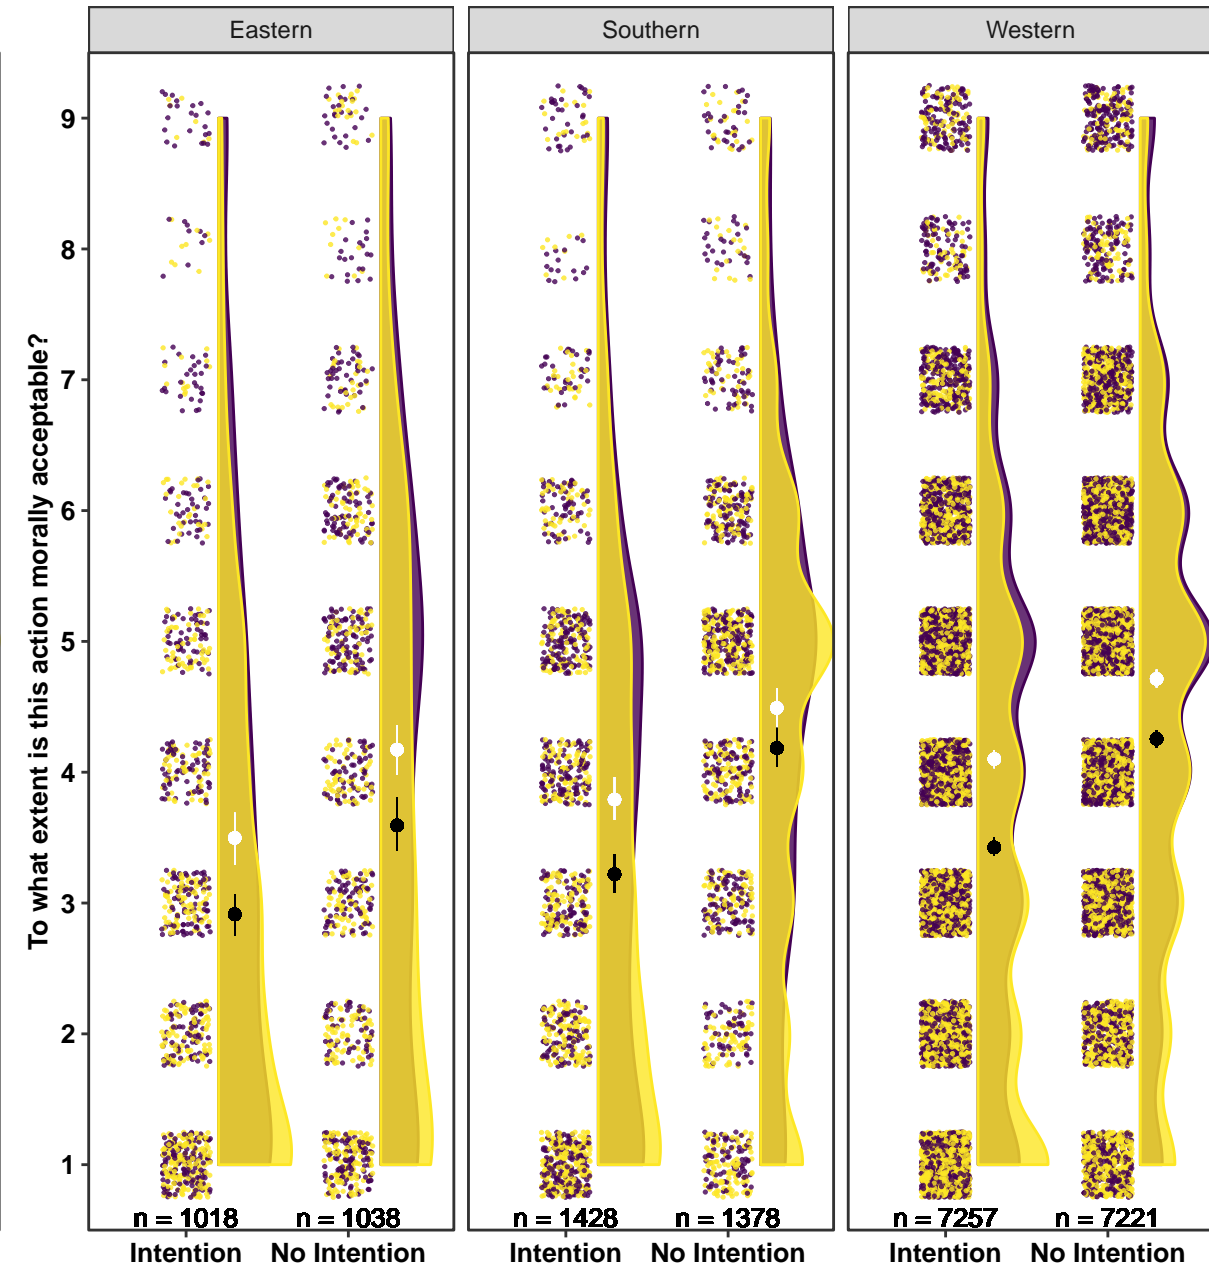 Eastern Southern Western
To what extent is this action morally acceptable?
9
8
7
6
5
4
3
2
1
n = 1018 n = 1038 n = 1428 n = 1378 n = 7257 n = 7221
Intention No Intention Intention No Intention Intention No Intention